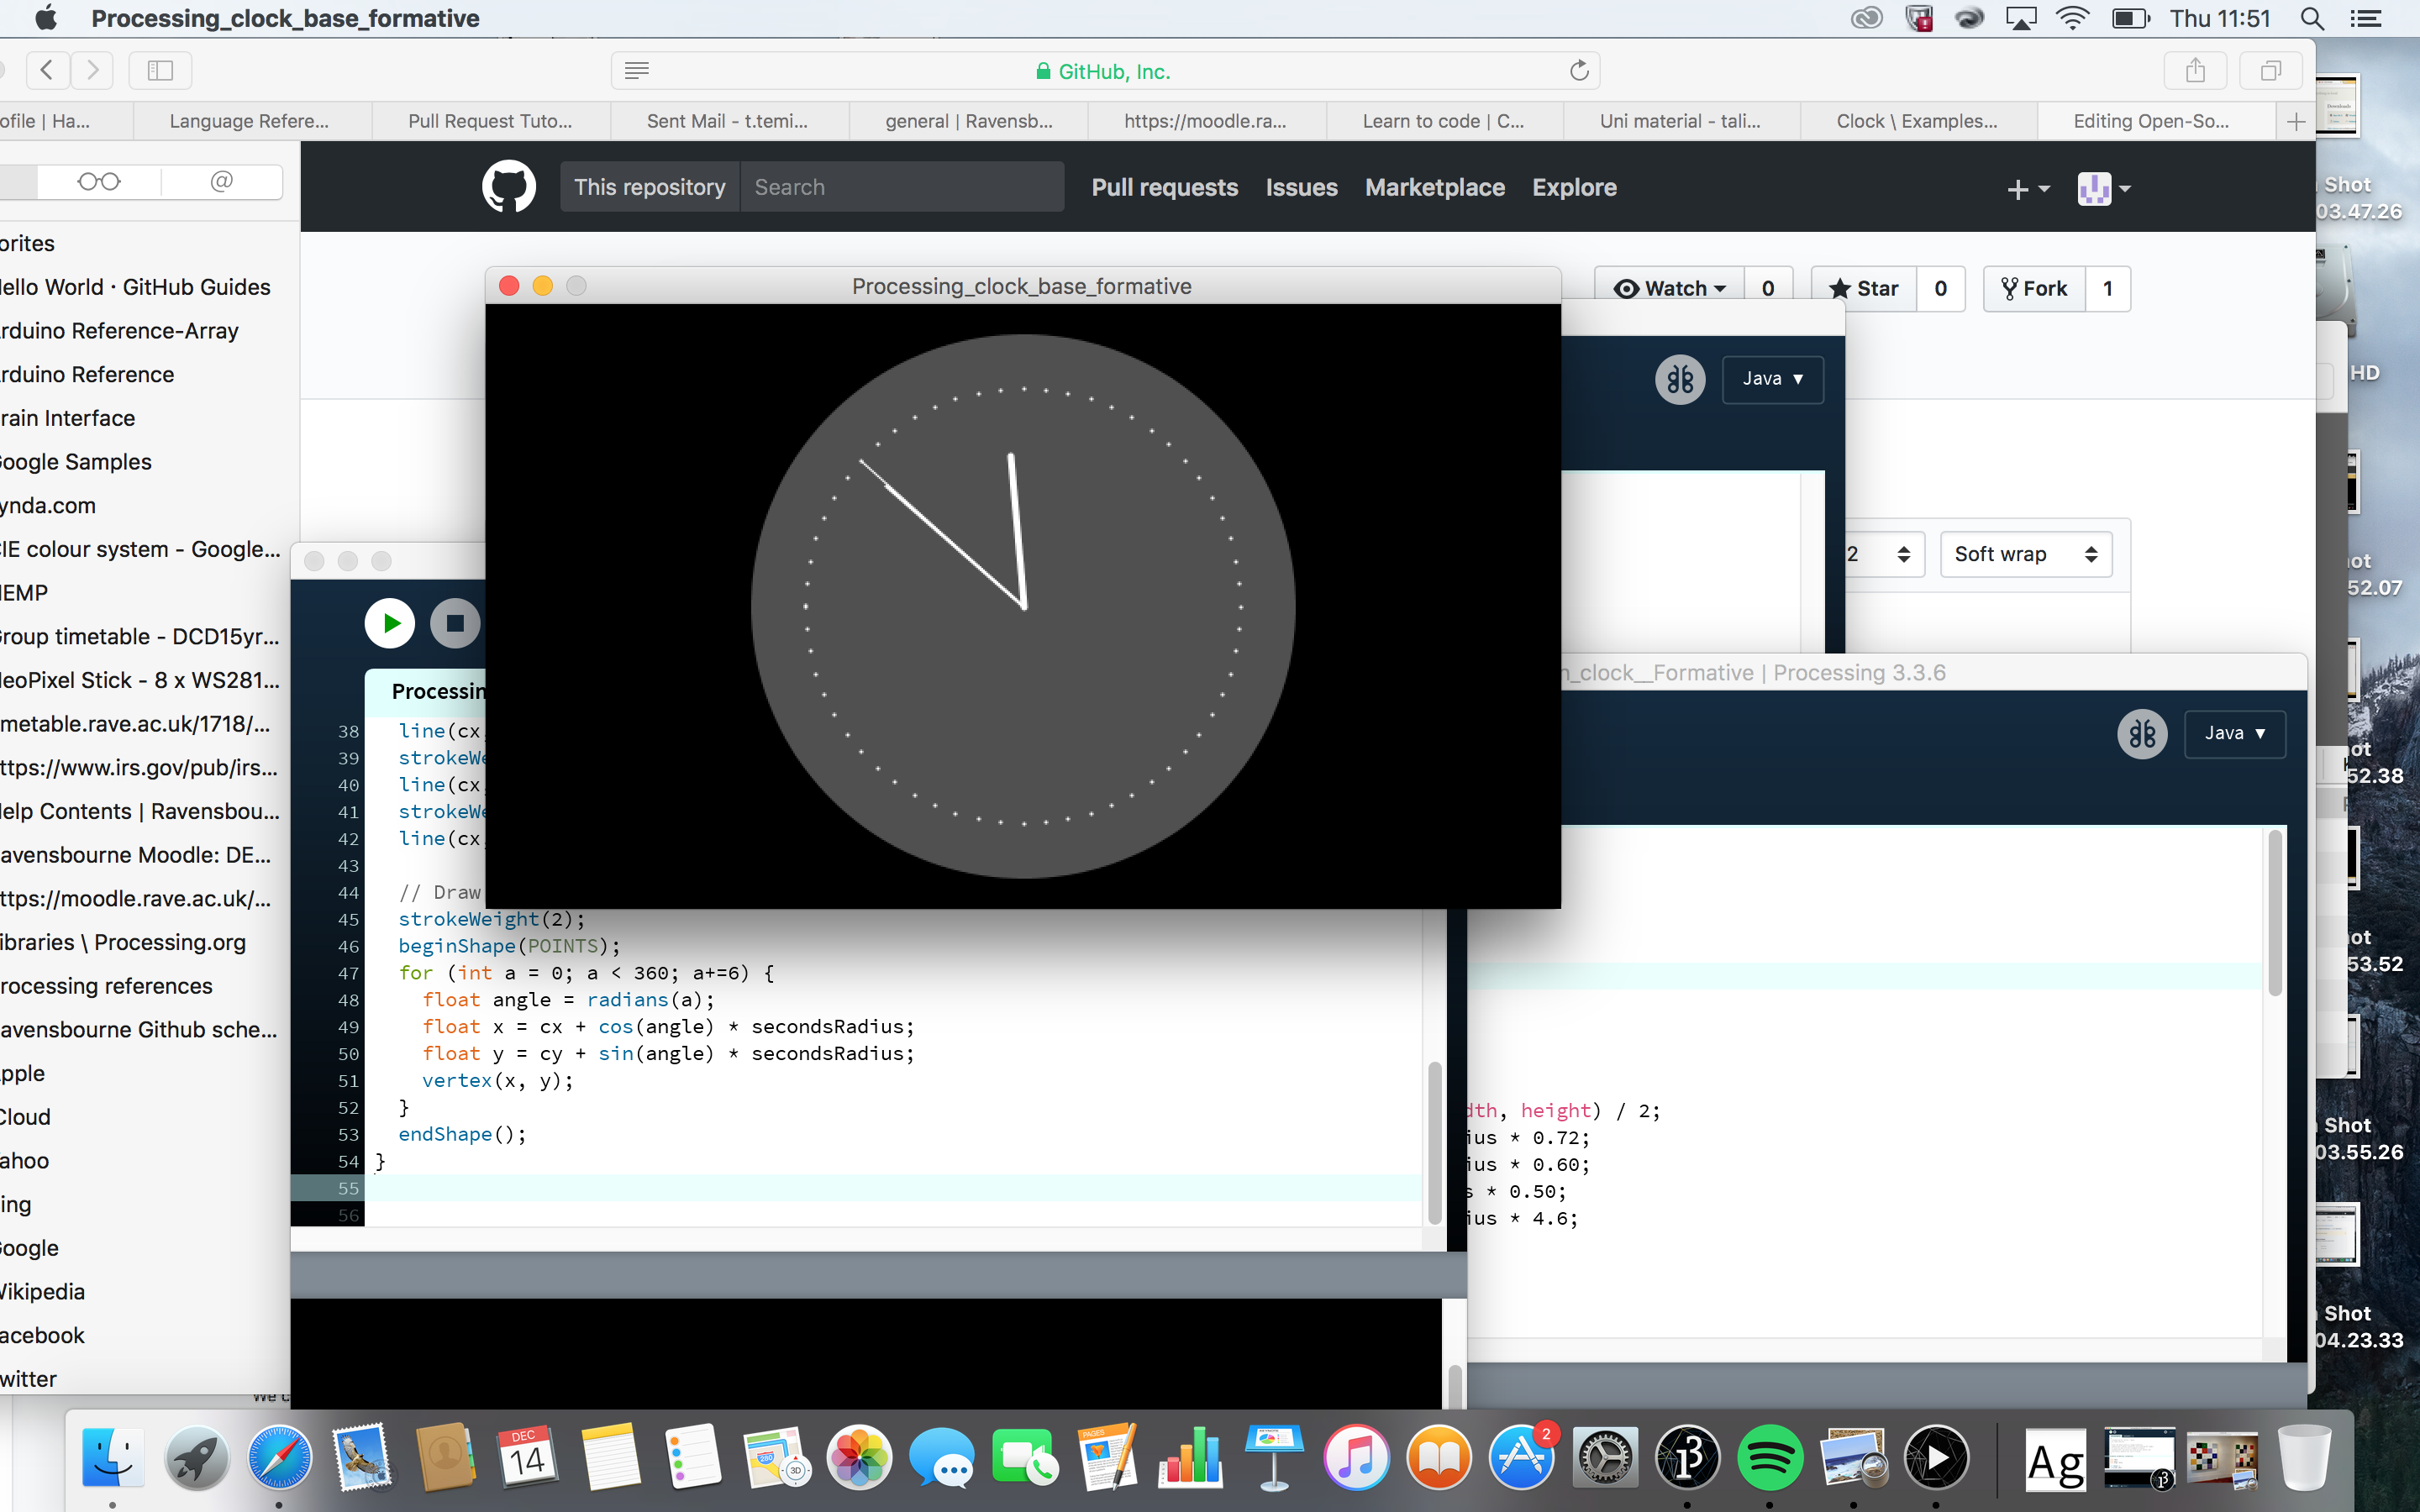 Processing_clock_base_formative
Thu 11:51
GitHub, Inc.
ofile | Ha...
Language Refere...
Pull Request Tuto...
Sent Mail - t.temi...
general | Ravensb...
https://moodle.ra...
Learn to code | C...
Uni material - tali...
Clock \ Examples...
Editing Open-So...
@
This repository
Search
Pull requests
Issues
Marketplace
Explore
Shot
03.47.26
orites
ello World · GitHub Guides
rduino Reference-Array
rduino Reference
rain Interface
oogle Samples
ynda.com
IE colour system - Google...
EMP
roup timetable - DCD15yr...
eoPixel Stick - 8 x WS281...
metable.rave.ac.uk/1718/...
ttps://www.irs.gov/pub/irs...
elp Contents | Ravensbou...
avensbourne Moodle: DE...
ttps://moodle.rave.ac.uk/...
ibraries \ Processing.org
rocessing references
avensbourne Github sche...
pple
Cloud
ahoo
ing
oogle
ikipedia
acebook
witter
Processing_clock_base_formative
Watch
0
Star
0
Fork
1
Java
HD
2
Soft wrap
ot
52.07
n_clock__Formative | Processing 3.3.6
Java
ot
52.38
ot
53.52
Shot
03.55.26
Shot
04.23.33
Processin
38 line(cx
39 strokeWe
40 line(cx
41 strokeWe
42 line(cx
43
44 // Draw
45 strokeWeight(2);
46 beginShape(POINTS);
47 for (int a = 0; a < 360; a+=6) {
48 float angle = radians(a);
49 float x = cx + cos(angle) * secondsRadius;
50 float y = cy + sin(angle) * secondsRadius;
51 vertex(x, y);
52 }
53 endShape();
54 }
55
56
dth, height) / 2;
ius * 0.72;
ius * 0.60;
s * 0.50;
ius * 4.6;
We c
DEC
14
280
3D
PAGES
2
Ag